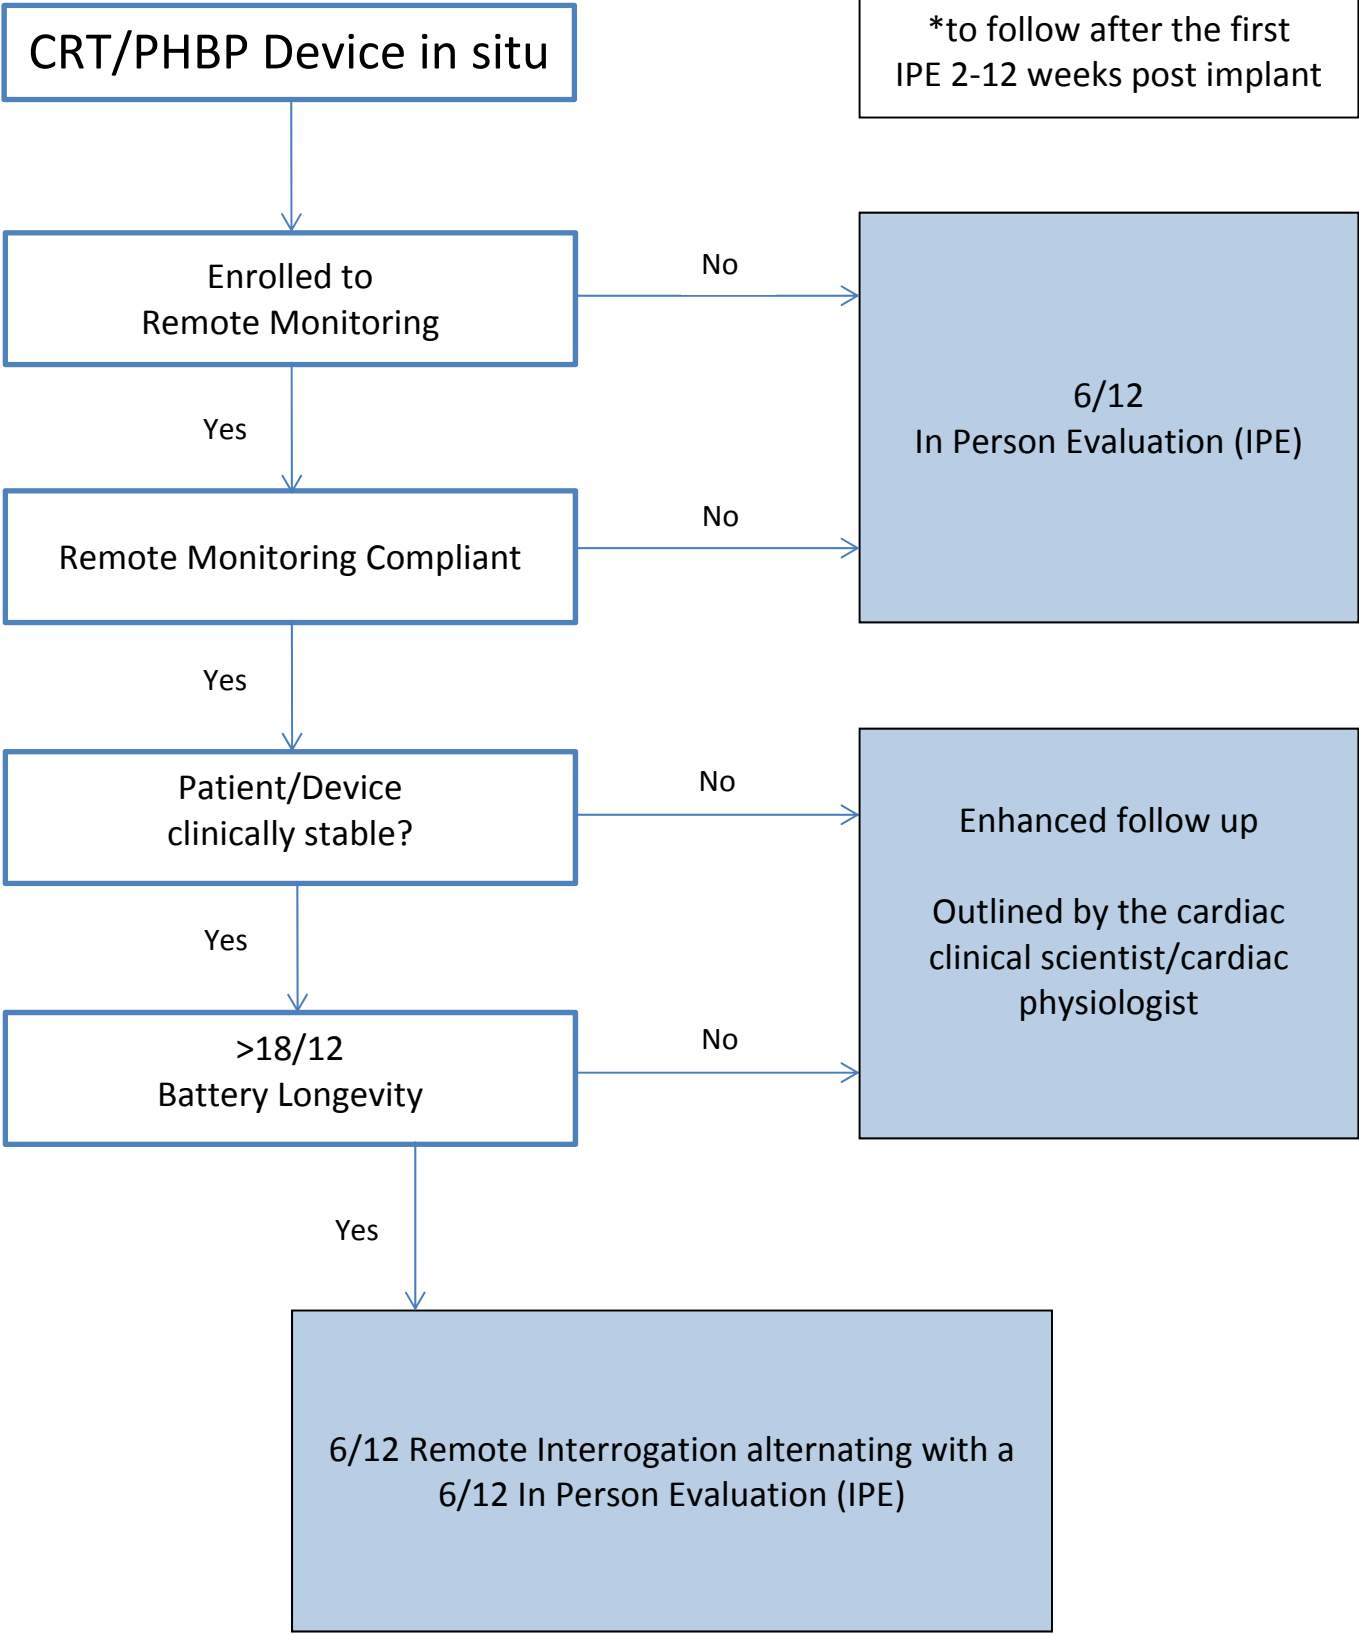 CRT/PHBP Device in situ
*to follow after the first
IPE 2-12 weeks post implant
Enrolled to
Remote Monitoring
No
6/12
In Person Evaluation (IPE)
Yes
Remote Monitoring Compliant
No
Yes
Patient/Device
clinically stable?
No
Enhanced follow up
Outlined by the cardiac
clinical scientist/cardiac
physiologist
Yes
>18/12
Battery Longevity
No
Yes
6/12 Remote Interrogation alternating with a
6/12 In Person Evaluation (IPE)